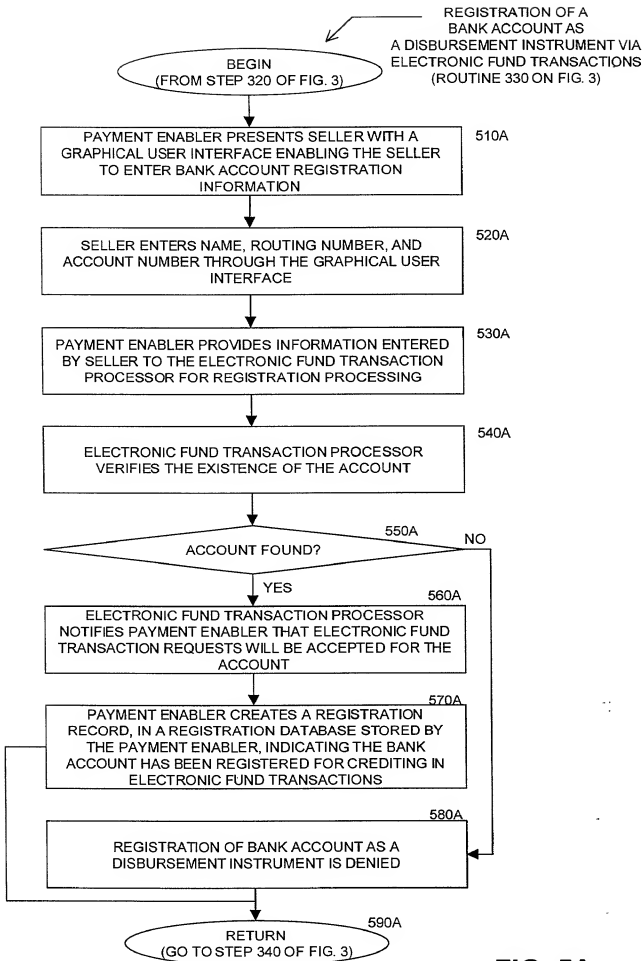 REGISTRATION OF A
BANK ACCOUNT AS
A DISBURSEMENT INSTRUMENT VIA
ELECTRONIC FUND TRANSACTIONS
(ROUTINE 330 ON FIG. 3)
BEGIN
(FROM STEP 320 OF FIG. 3)
510A
PAYMENT ENABLER PRESENTS SELLER WITH A
GRAPHICAL USER INTERFACE ENABLING THE SELLER
TO ENTER BANK ACCOUNT REGISTRATION
INFORMATION
520A
SELLER ENTERS NAME, ROUTING NUMBER, AND
ACCOUNT NUMBER THROUGH THE GRAPHICAL USER
INTERFACE
530A
PAYMENT ENABLER PROVIDES INFORMATION ENTERED
BY SELLER TO THE ELECTRONIC FUND TRANSACTION
PROCESSOR FOR REGISTRATION PROCESSING
540A
ELECTRONIC FUND TRANSACTION PROCESSOR
VERIFIES THE EXISTENCE OF THE ACCOUNT
550A
ACCOUNT FOUND?
NO
YES
560A
ELECTRONIC FUND TRANSACTION PROCESSOR
NOTIFIES PAYMENT ENABLER THAT ELECTRONIC FUND
TRANSACTION REQUESTS WILL BE ACCEPTED FOR THE
ACCOUNT
570A
PAYMENT ENABLER CREATES A REGISTRATION
RECORD, IN A REGISTRATION DATABASE STORED BY
THE PAYMENT ENABLER, INDICATING THE BANK
ACCOUNT HAS BEEN REGISTERED FOR CREDITING IN
ELECTRONIC FUND TRANSACTIONS
580A
REGISTRATION OF BANK ACCOUNT AS A
DISBURSEMENT INSTRUMENT IS DENIED
590A
RETURN
(GO TO STEP 340 OF FIG. 3)